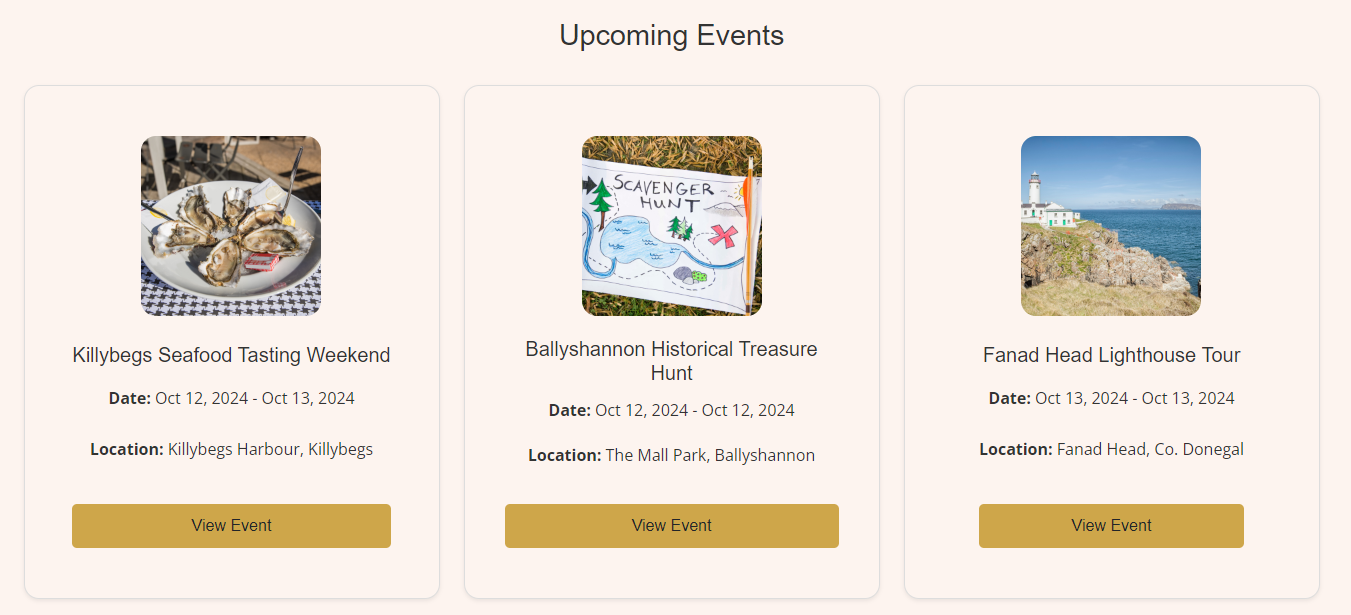 Upcoming Events
SCAVENGER
HUNT
Killybegs Seafood Tasting Weekend
Date: Oct 12, 2024 - Oct 13, 2024
Location: Killybegs Harbour, Killybegs
View Event
Ballyshannon Historical Treasure
Hunt
Date: Oct 12, 2024 - Oct 12, 2024
Location: The Mall Park, Ballyshannon
View Event
Fanad Head Lighthouse Tour
Date: Oct 13, 2024 - Oct 13, 2024
Location: Fanad Head, Co. Donegal
View Event